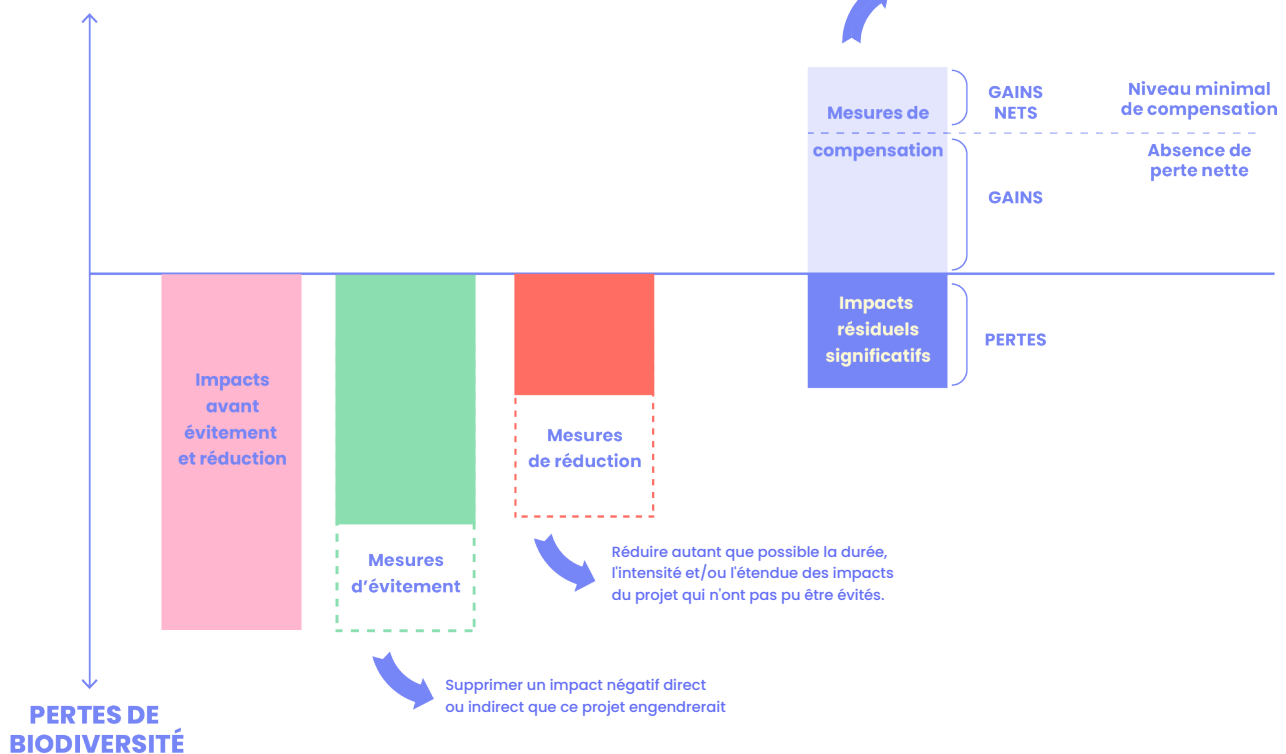 Mesures de
compensation
GAINS
NETS
Niveau minimal
de compensation
Absence de
perte nette
GAINS
Impacts
résiduels
significatifs
PERTES
Impacts
avant
évitement
et réduction
Mesures
de réduction
Mesures
d’évitement
Réduire autant que possible la durée,
l'intensité et/ou l'étendue des impacts
du projet qui n'ont pas pu être évités.
Supprimer un impact négatif direct
ou indirect que ce projet engendrerait
PERTES DE
BIODIVERSITÉ